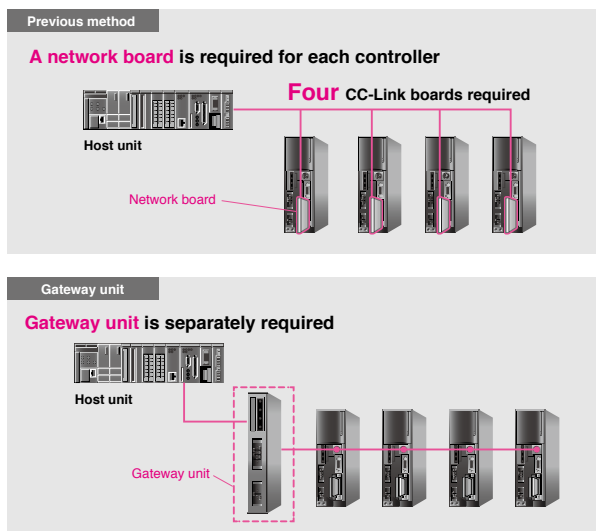 Previous method
A network board is required for each controller
Four CC-Link boards required
Host unit
Network board
Gateway unit
Gateway unit is separately required
Host unit
Gateway unit